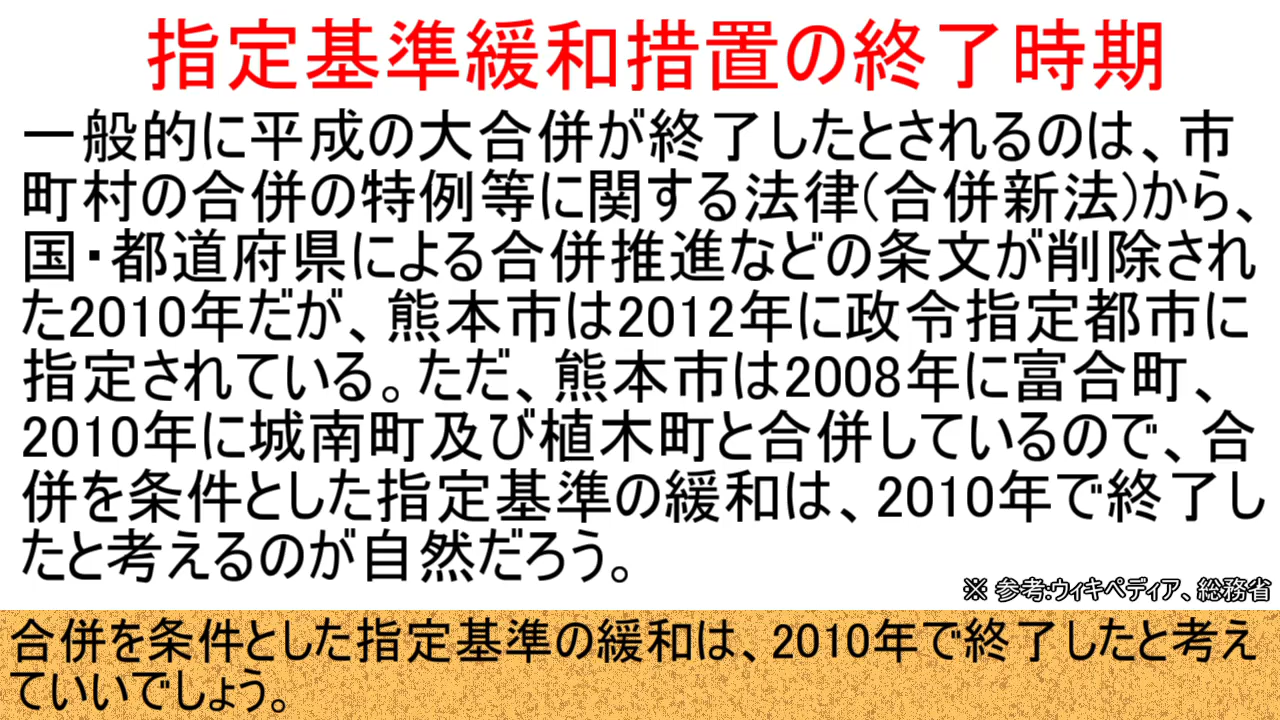 指定基準緩和措置の終了時期
一般的に平成の大合併が終了したとされるのは、市
町村の合併の特例等に関する法律(合併新法)から、
国・都道府県による合併推進などの条文が削除され
た2010年だが、熊本市は2012年に政令指定都市に
指定されている。ただ、熊本市は2008年に富合町、
2010年に城南町及び植木町と合併しているので、合
併を条件とした指定基準の緩和は、2010年で終了し
たと考えるのが自然だろう。
※ 参考:ウィキペディア、総務省
合併を条件とした指定基準の緩和は、2010年で終了したと考え
ていいでしょう。